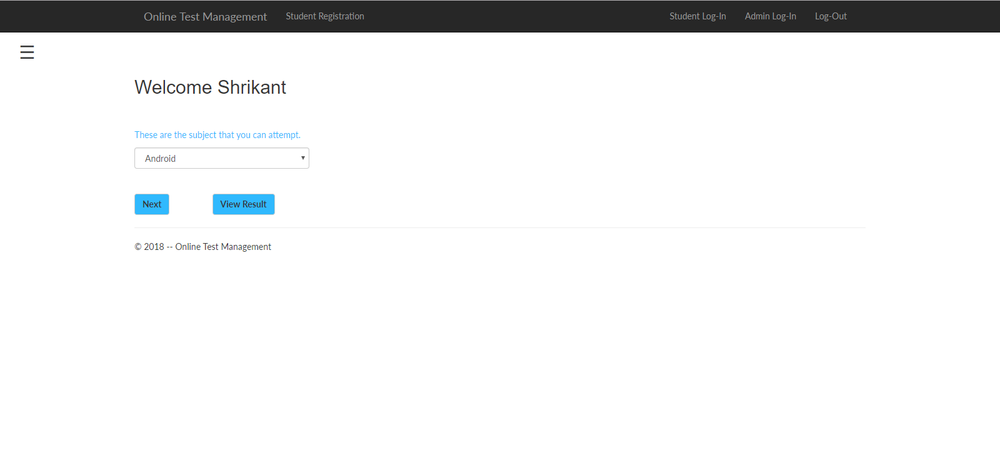 Online Test Management Student Registration Student Log-In Admin Log-In Log-Out
Welcome Shrikant
These are the subject that you can attempt.
Android
Next View Result
© 2018 -- Online Test Management